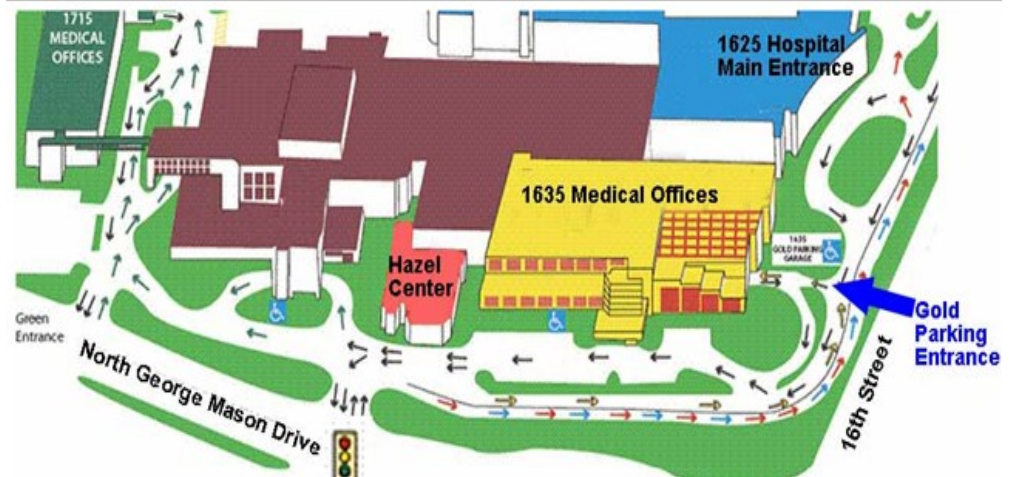 1715
MEDICAL
OFFICES
1625 Hospital
Main Entrance
1635 Medical Offices
1635
GOLD PARKING
GARAGE
Hazel
Center
Gold
Parking
Entrance
Green
Entrance
North George Mason Drive
16th Street